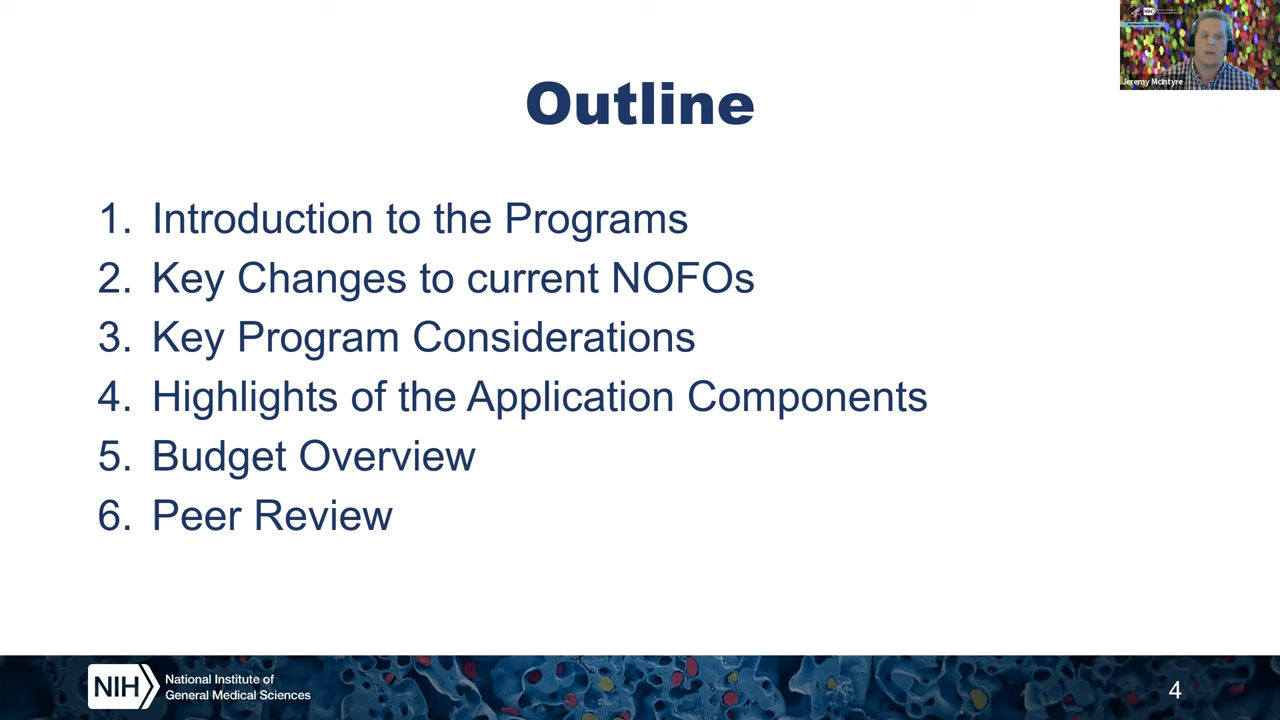 NIH
Jeremy McIntyre
Outline
1. Introduction to the Programs
2. Key Changes to current NOFOs
3. Key Program Considerations
4. Highlights of the Application Components
5. Budget Overview
6. Peer Review
NIH
National Institute of
General Medical Sciences
4